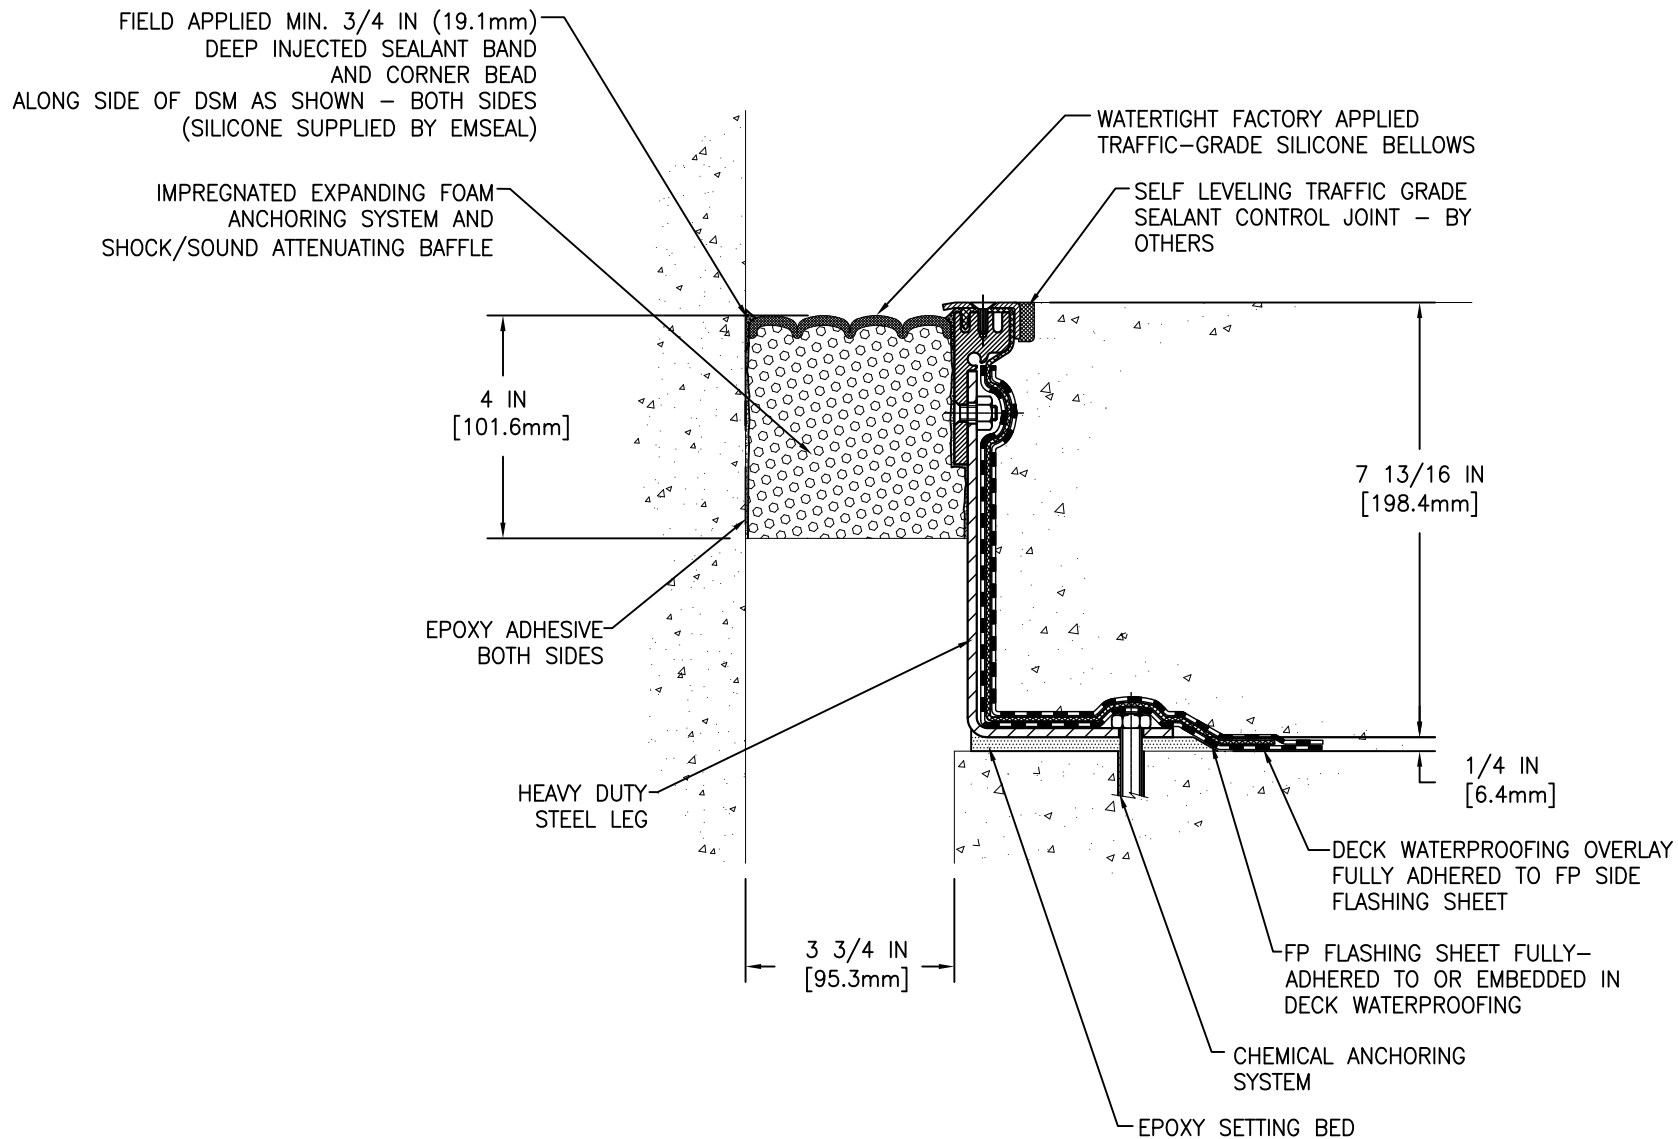 FIELD APPLIED MIN. 3/4 IN (19.1mm)
DEEP INJECTED SEALANT BAND
AND CORNER BEAD
ALONG SIDE OF DSM AS SHOWN – BOTH SIDES
(SILICONE SUPPLIED BY EMSEAL)
IMPREGNATED EXPANDING FOAM
ANCHORING SYSTEM AND
SHOCK/SOUND ATTENUATING BAFFLE
WATERTIGHT FACTORY APPLIED
TRAFFIC–GRADE SILICONE BELLOWS
SELF LEVELING TRAFFIC GRADE
SEALANT CONTROL JOINT – BY
OTHERS
4 IN
[101.6mm]
7 13/16 IN
[198.4mm]
EPOXY ADHESIVE
BOTH SIDES
HEAVY DUTY
STEEL LEG
1/4 IN
[6.4mm]
DECK WATERPROOFING OVERLAY
FULLY ADHERED TO FP SIDE
FLASHING SHEET
3 3/4 IN
[95.3mm]
FP FLASHING SHEET FULLY–
ADHERED TO OR EMBEDDED IN
DECK WATERPROOFING
CHEMICAL ANCHORING
SYSTEM
EPOXY SETTING BED